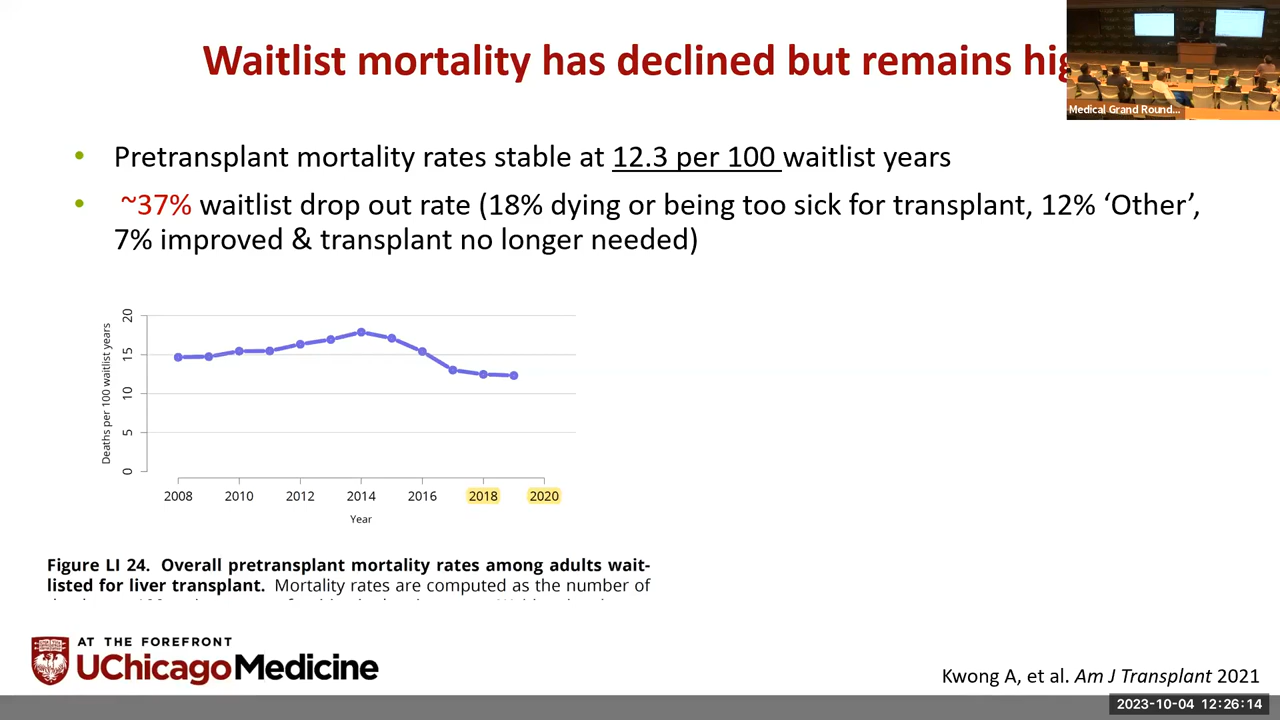 Waitlist mortality has declined but remains
Medical Grand Round...
• Pretransplant mortality rates stable at 12.3 per 100 waitlist years
• ~37% waitlist drop out rate (18% dying or being too sick for transplant, 12% ‘Other’,
7% improved & transplant no longer needed)
Deaths per 100 waitlist years
20
15
10
5
0
2008 2010 2012 2014 2016 2018 2020
Year
Figure LI 24. Overall pretransplant mortality rates among adults wait-
listed for liver transplant. Mortality rates are computed as the number of
AT THE FOREFRONT
UChicago Medicine
Kwong A, et al. Am J Transplant 2021
2023-10-04 12:26:14